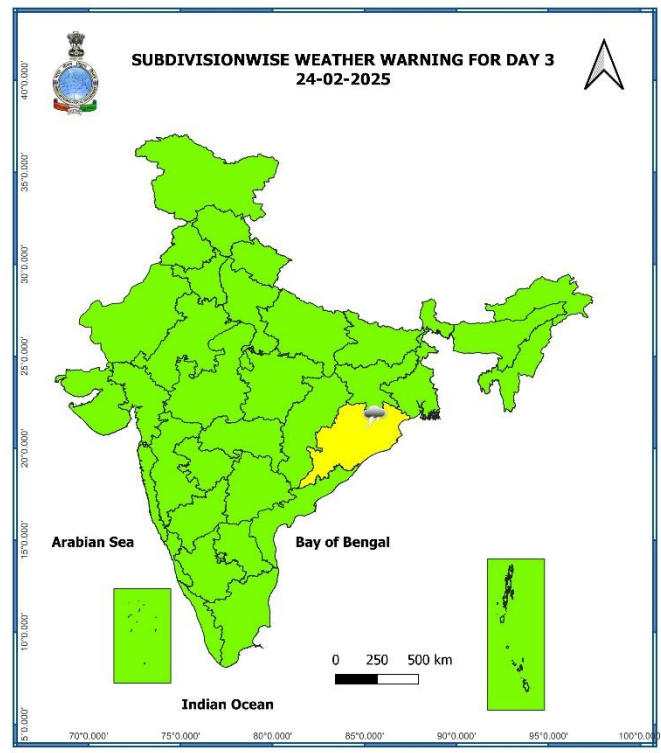 SUBDIVISIONWISE WEATHER WARNING FOR DAY 3
24-02-2025
40°0.000'
35°0.000'
30°0.000'
25°0.000'
20°0.000'
15°0.000'
10°0.000'
5°0.000'
Arabian Sea
Bay of Bengal
0 250 500 km
Indian Ocean
70°0.000' 75°0.000' 80°0.000' 85°0.000' 90°0.000' 95°0.000' 100°0.000'